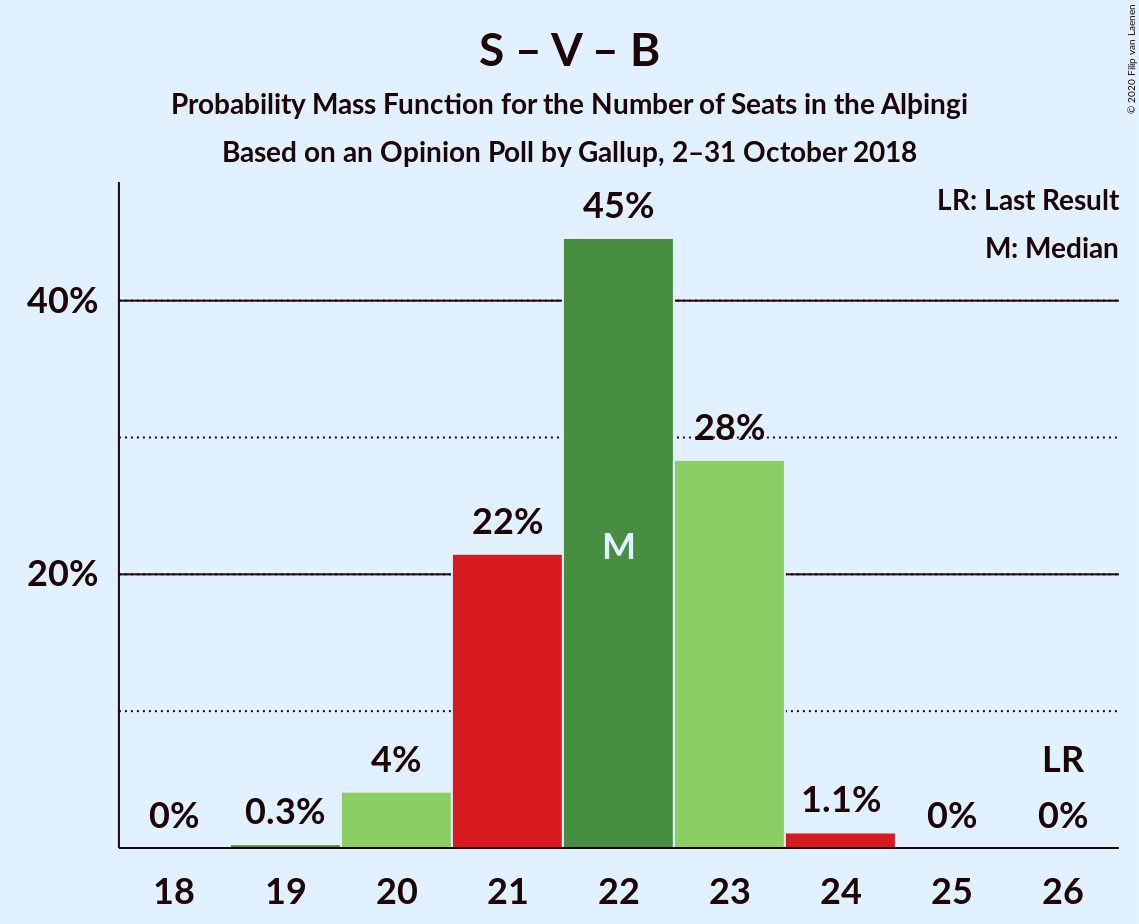 S – V – B
Probability Mass Function for the Number of Seats in the Alþingi
Based on an Opinion Poll by Gallup, 2–31 October 2018
© 2020 Filip van Laenen
LR: Last Result
M: Median
40%
20%
0%
0.3%
4%
22%
45%
M
28%
1.1%
0%
LR
0%
18 19 20 21 22 23 24 25 26